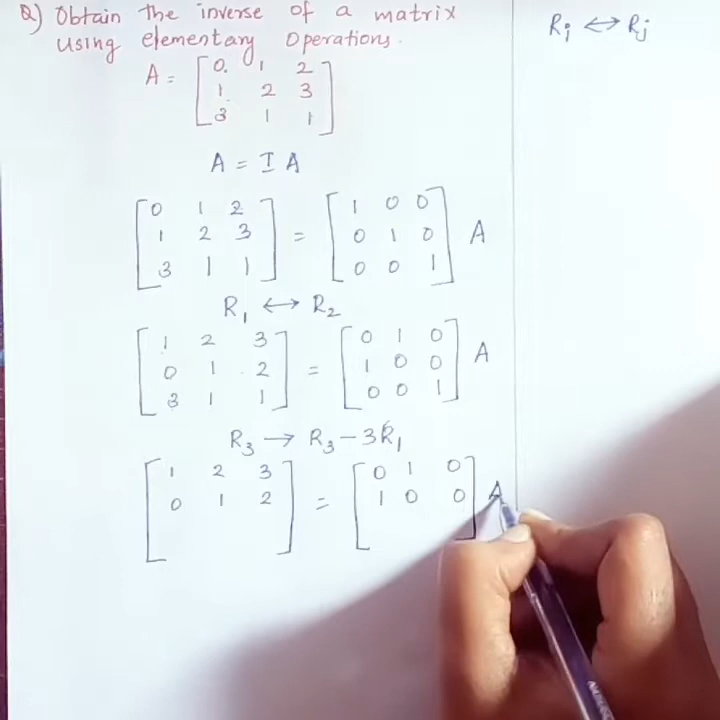 Q) Obtain the inverse of a matrix
using elementary operations.
A = [ 0 1 2
1 2 3
3 1 1 ]
A = I A
[ 0 1 2
1 2 3
3 1 1 ] = [ 1 0 0
0 1 0
0 0 1 ] A
R1 ↔ R2
[ 1 2 3
0 1 2
3 1 1 ] = [ 0 1 0
1 0 0
0 0 1 ] A
R3 → R3 − 3R1
[ 1 2 3
0 1 2 ] = [ 0 1 0
1 0 0 ] A
Ri ↔ Rj